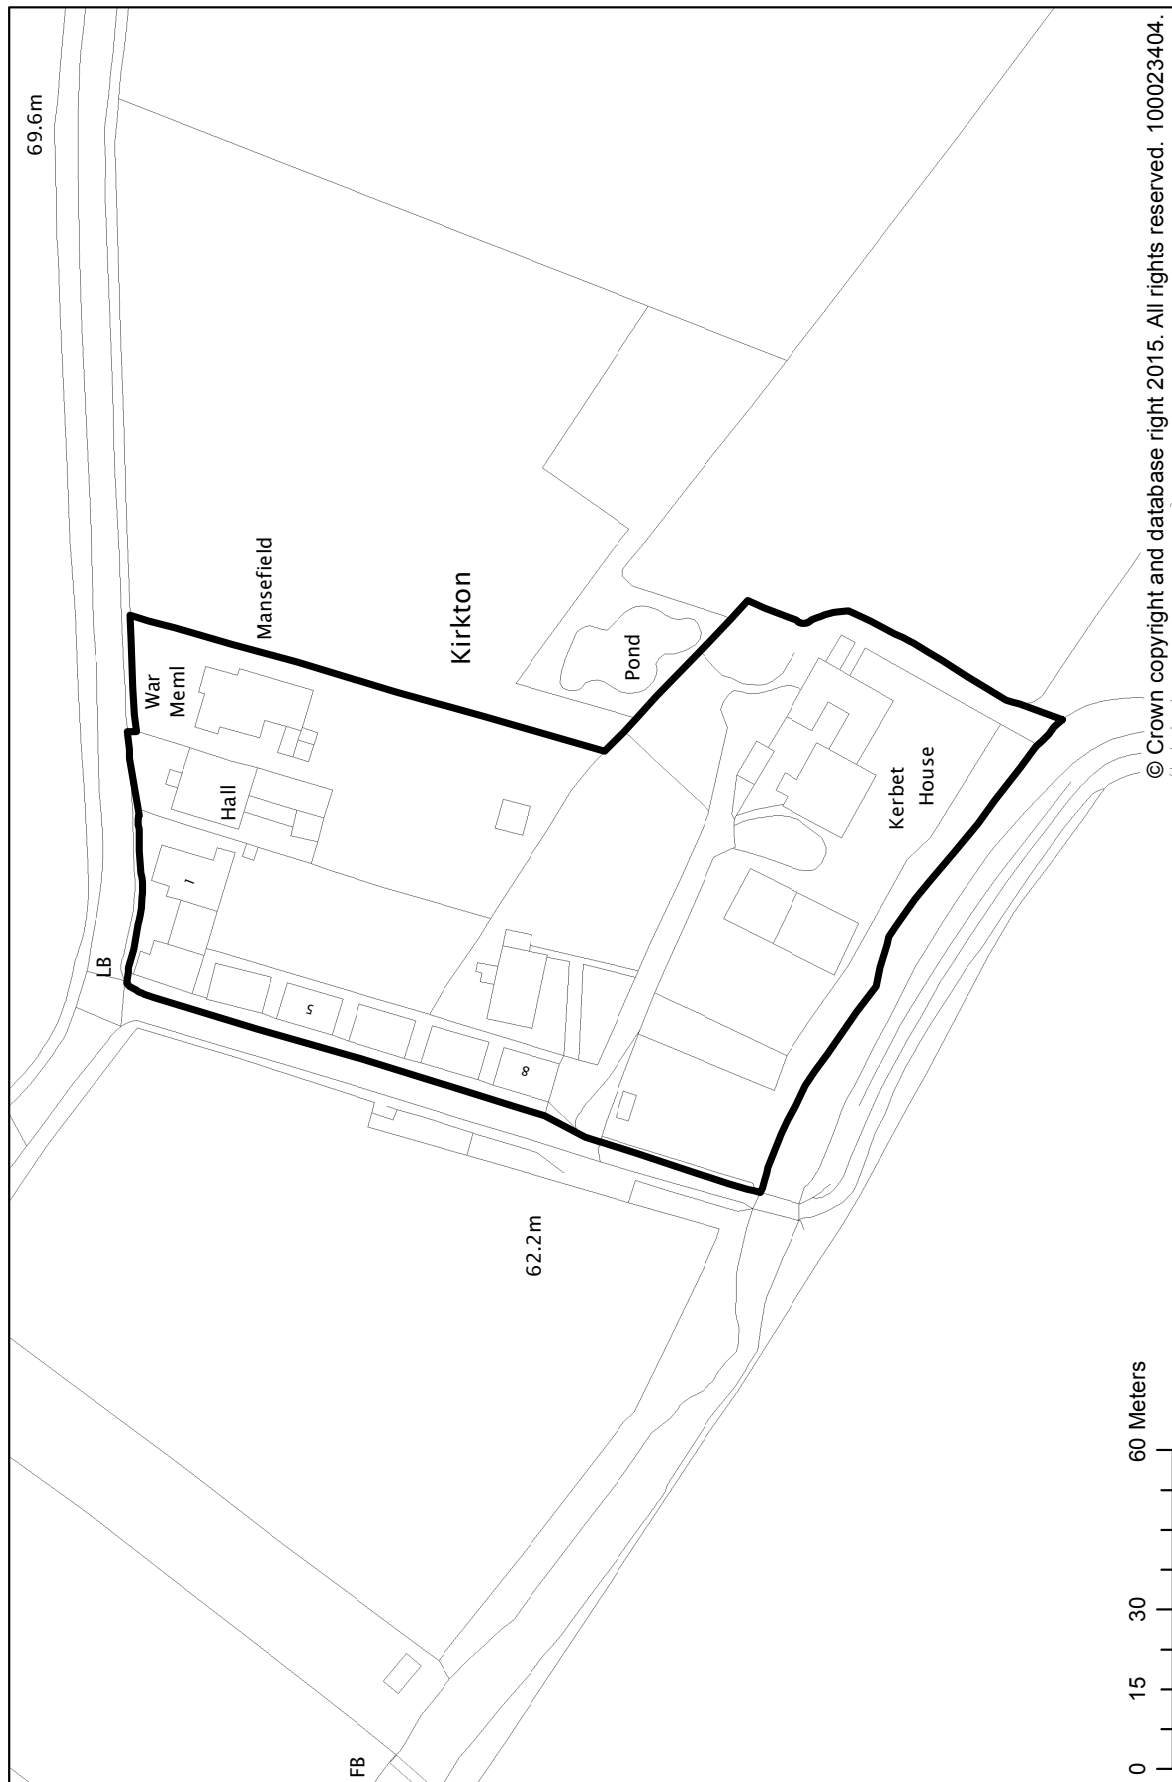 69.6m
Mansefield
War
Meml
Hall
1
LB
5
8
Kirkton
Pond
Kerbet
House
62.2m
FB
0 15 30 60 Meters
© Crown copyright and database right 2015. All rights reserved. 100023404.